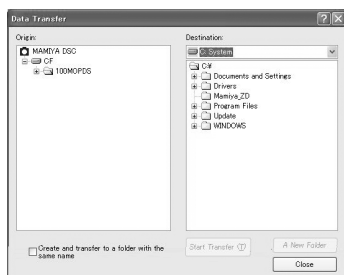 Data Transfer
Origin:
MAMIYA DSC
CF
100MOPDS
Destination:
C: System
C:¥
Documents and Settings
Drivers
Mamiya_ZD
Program Files
Update
WINDOWS
Create and transfer to a folder with the
same name
Start Transfer (T)
A New Folder
Close